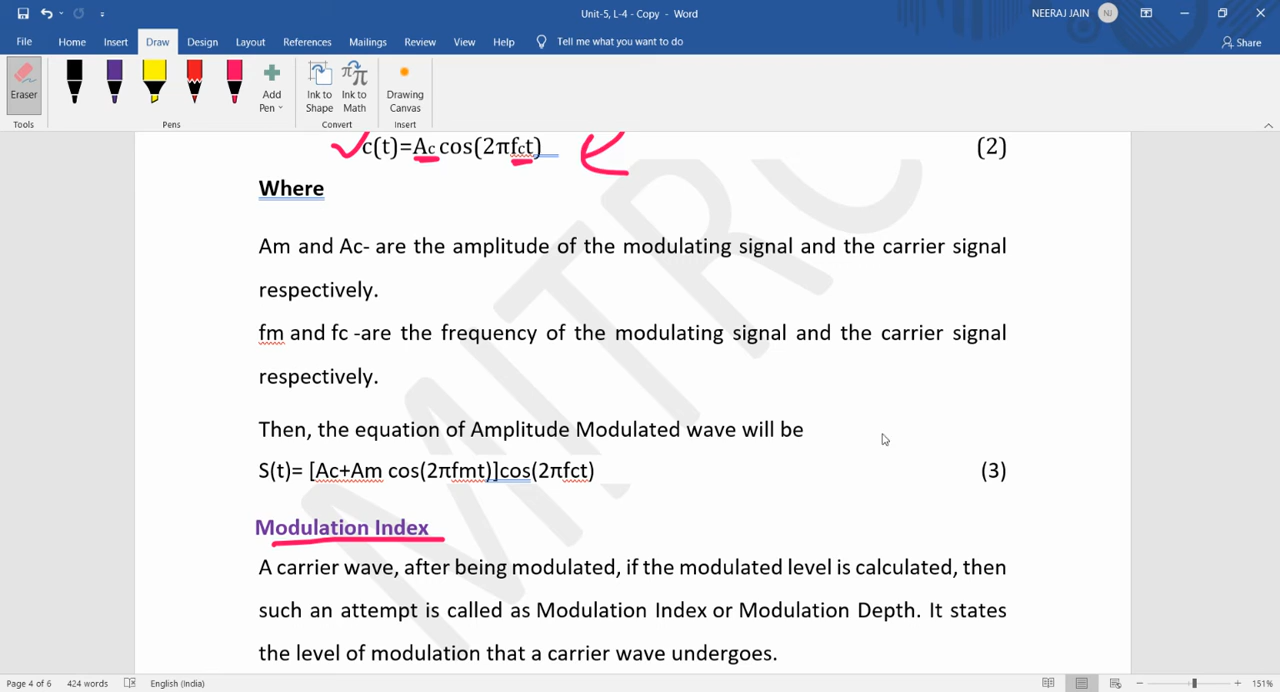 Unit-5, L-4 - Copy - Word
NEERAJ JAIN NJ
File Home Insert Draw Design Layout References Mailings Review View Help Tell me what you want to do Share
Eraser
Add Pen
Ink to Shape
Ink to Math
Drawing Canvas
Tools Pens Convert Insert
c(t)=Ac cos(2πfct) (2)
Where
Am and Ac- are the amplitude of the modulating signal and the carrier signal
respectively.
fm and fc -are the frequency of the modulating signal and the carrier signal
respectively.
Then, the equation of Amplitude Modulated wave will be
S(t)= [Ac+Am cos(2πfmt)]cos(2πfct) (3)
Modulation Index
A carrier wave, after being modulated, if the modulated level is calculated, then
such an attempt is called as Modulation Index or Modulation Depth. It states
the level of modulation that a carrier wave undergoes.
MITRC
Page 4 of 6 424 words English (India) 151%